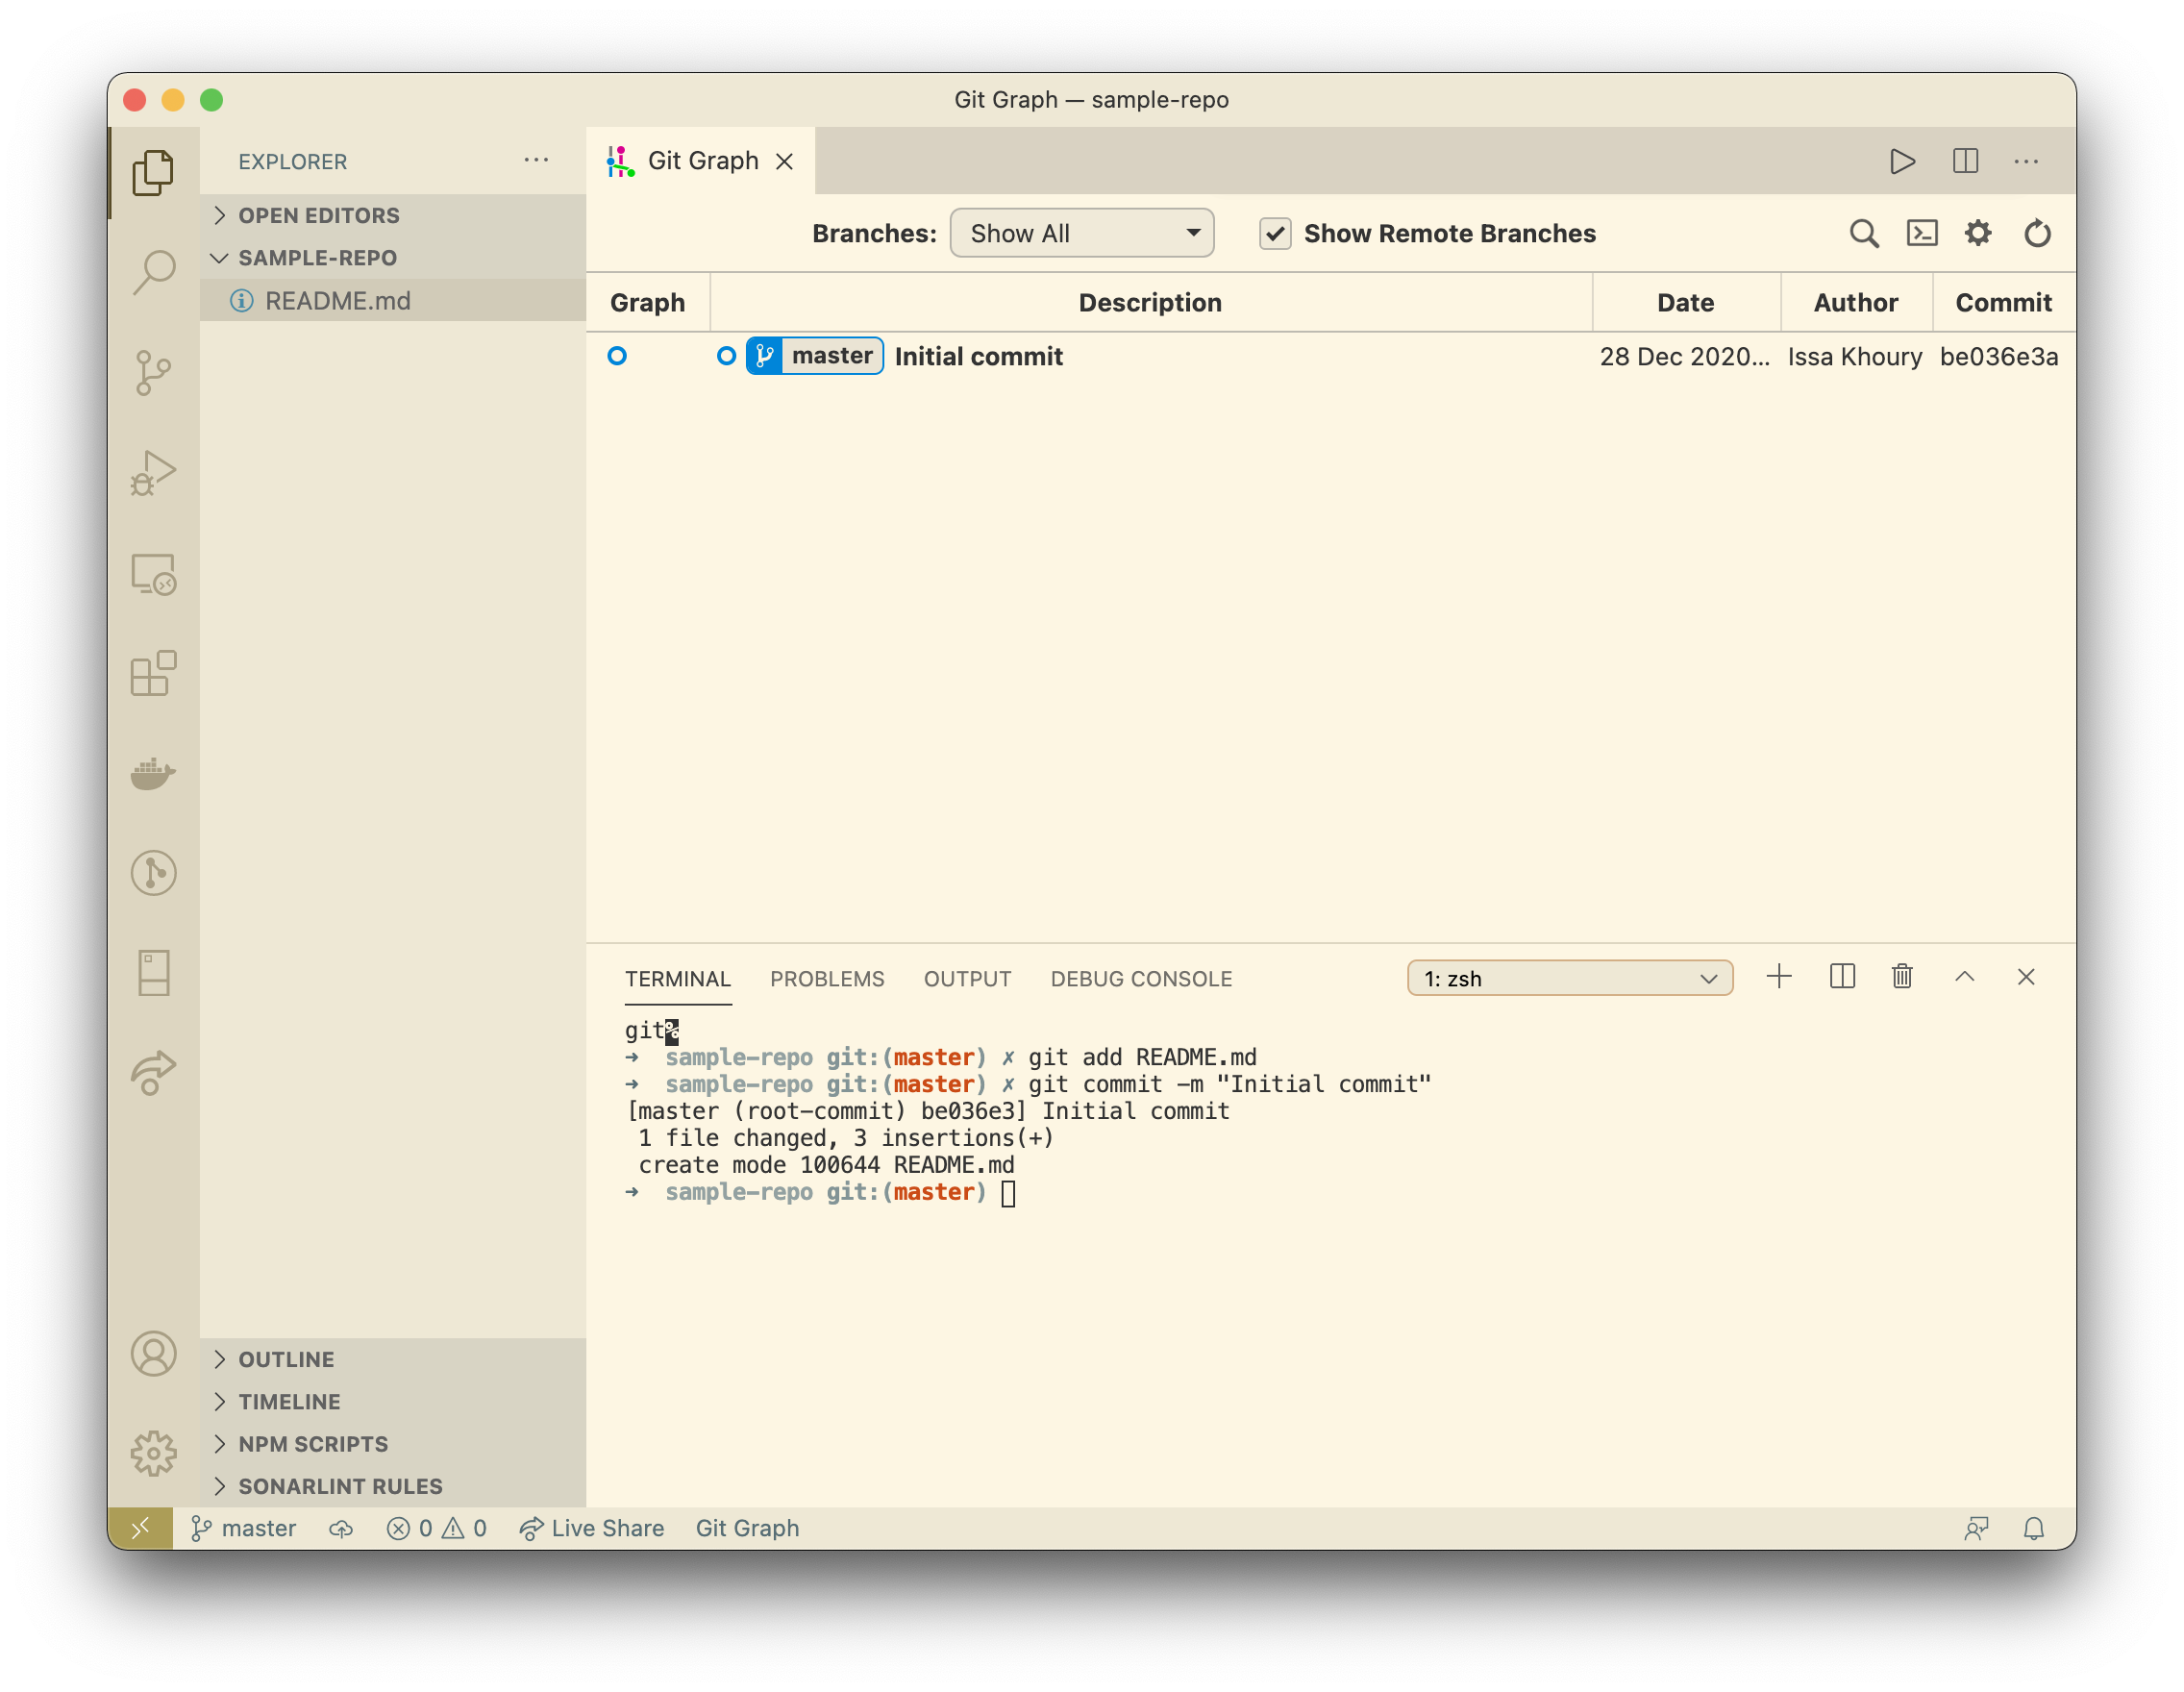 Git Graph — sample-repo
EXPLORER
OPEN EDITORS
SAMPLE-REPO
README.md
OUTLINE
TIMELINE
NPM SCRIPTS
SONARLINT RULES
Git Graph
Branches: Show All Show Remote Branches
Graph Description Date Author Commit
master Initial commit 28 Dec 2020... Issa Khoury be036e3a
TERMINAL PROBLEMS OUTPUT DEBUG CONSOLE 1: zsh
git%
➜  sample-repo git:(master) ✗ git add README.md
➜  sample-repo git:(master) ✗ git commit -m "Initial commit"
[master (root-commit) be036e3] Initial commit
 1 file changed, 3 insertions(+)
 create mode 100644 README.md
➜  sample-repo git:(master)
master 0 0 Live Share Git Graph